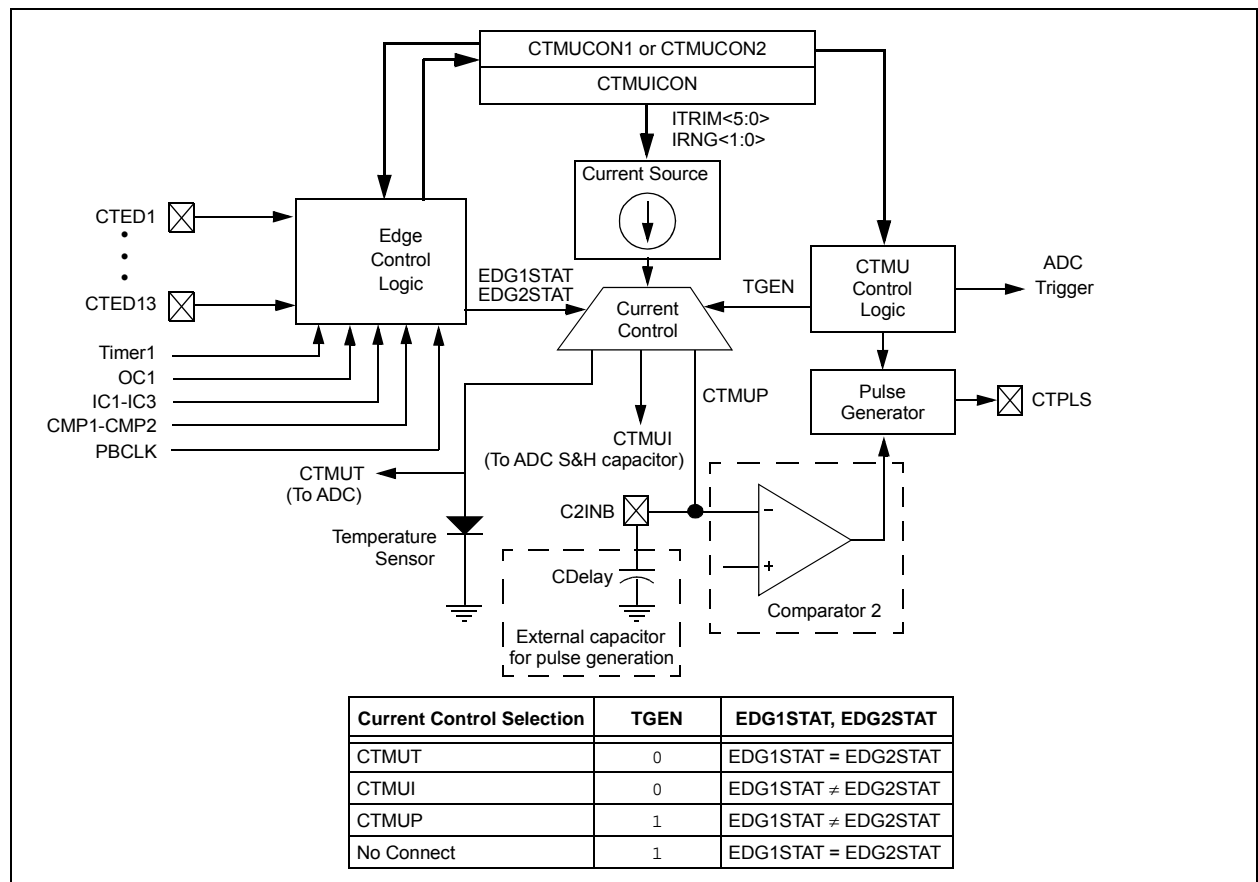 CTMUCON1 or CTMUCON2
CTMUICON
ITRIM<5:0>
IRNG<1:0>
Current Source
CTED1
CTED13
Edge
Control
Logic
EDG1STAT
EDG2STAT
Current
Control
TGEN
CTMU
Control
Logic
ADC
Trigger
Timer1
OC1
IC1-IC3
CMP1-CMP2
PBCLK
CTMUP
Pulse
Generator
CTPLS
CTMUI
(To ADC S&H capacitor)
CTMUT
(To ADC)
C2INB
–
+
Temperature
Sensor
CDelay
Comparator 2
External capacitor
for pulse generation
Current Control Selection TGEN EDG1STAT, EDG2STAT
CTMUT 0 EDG1STAT = EDG2STAT
CTMUI 0 EDG1STAT ≠ EDG2STAT
CTMUP 1 EDG1STAT ≠ EDG2STAT
No Connect 1 EDG1STAT = EDG2STAT